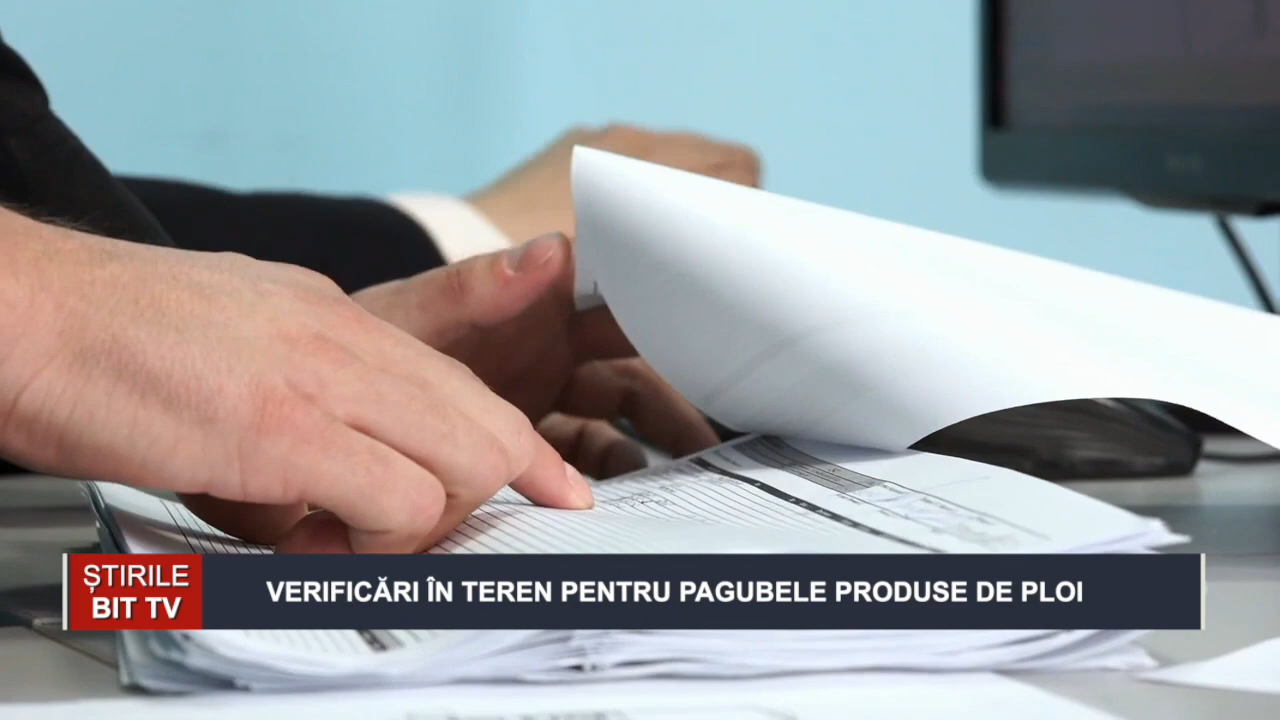 ȘTIRILE
BIT TV
VERIFICĂRI ÎN TEREN PENTRU PAGUBELE PRODUSE DE PLOI